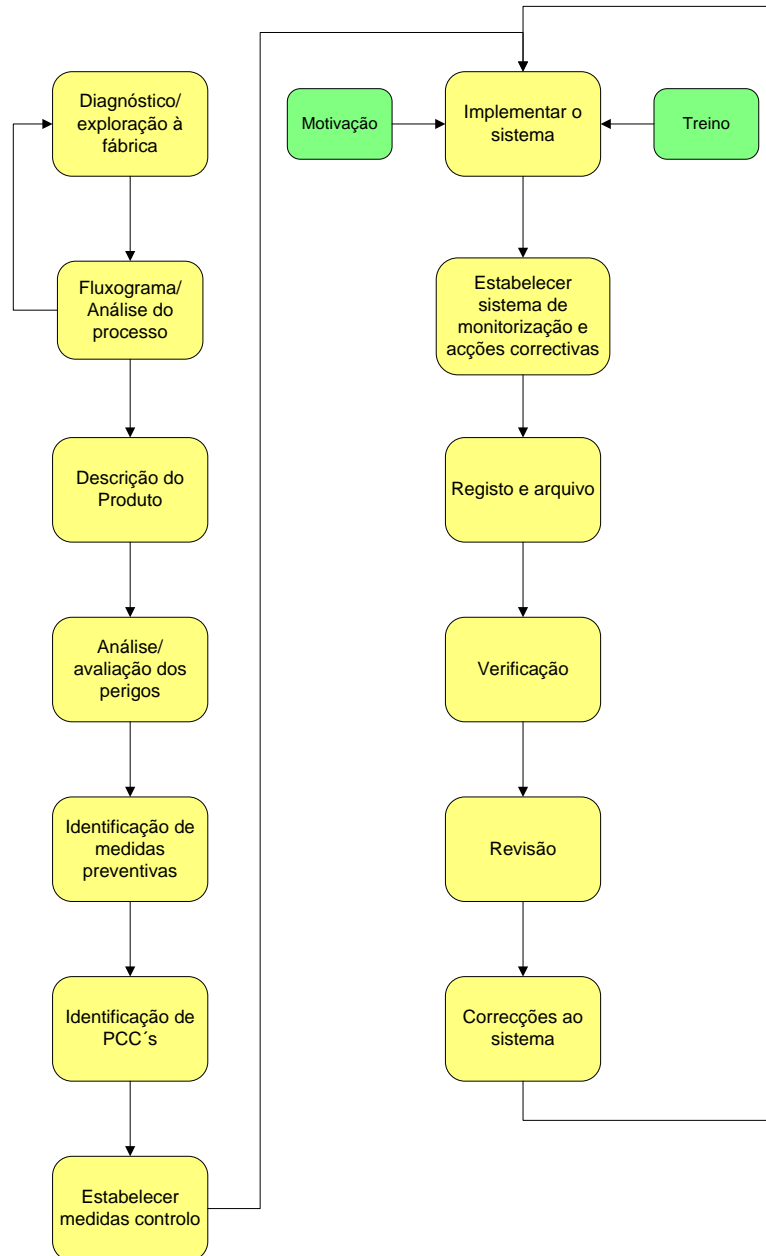 Diagnóstico/
exploração à
fábrica
Fluxograma/
Análise do
processo
Descrição do
Produto
Análise/
avaliação dos
perigos
Identificação de
medidas
preventivas
Identificação de
PCC´s
Estabelecer
medidas controlo
Motivação
Implementar o
sistema
Treino
Estabelecer
sistema de
monitorização e
acções correctivas
Registo e arquivo
Verificação
Revisão
Correcções ao
sistema